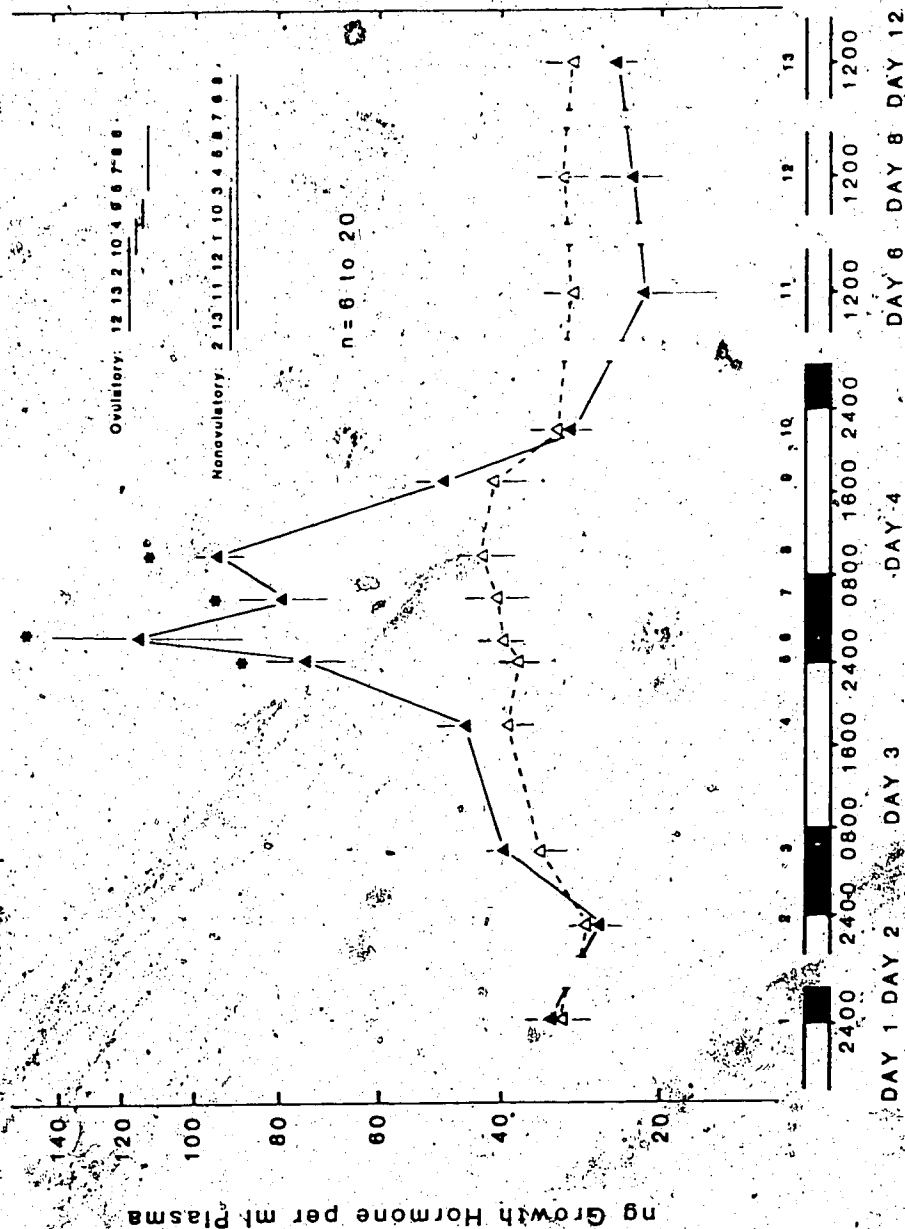 ng Growth Hormone per ml Plasma
140
120
100
80
60
40
20
Ovulatory: 12 13 2 10 4 9 5 7 8 6
Nonovulatory: 2 13 11 12 1 10 3 4 5 6 7 8 9
n = 6 to 20
1 2 3 4 5 6 7 8 9 10 11 12 13
2400 2400 0800 1600 2400 0800 1600 2400 1200 1200 1200
DAY 1 DAY 2 DAY 3 DAY 4 DAY 6 DAY 8 DAY 12